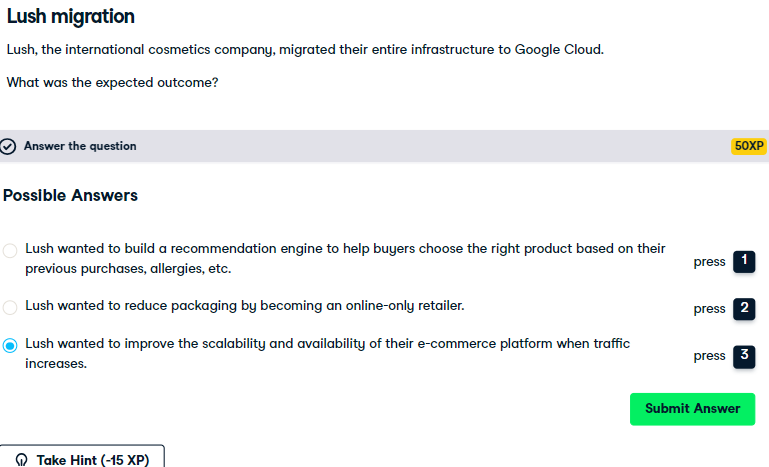 Lush migration
Lush, the international cosmetics company, migrated their entire infrastructure to Google Cloud.
What was the expected outcome?
Answer the question
50XP
Possible Answers
Lush wanted to build a recommendation engine to help buyers choose the right product based on their
previous purchases, allergies, etc.
press 1
Lush wanted to reduce packaging by becoming an online-only retailer.
press 2
Lush wanted to improve the scalability and availability of their e-commerce platform when traffic
increases.
press 3
Submit Answer
Take Hint (-15 XP)